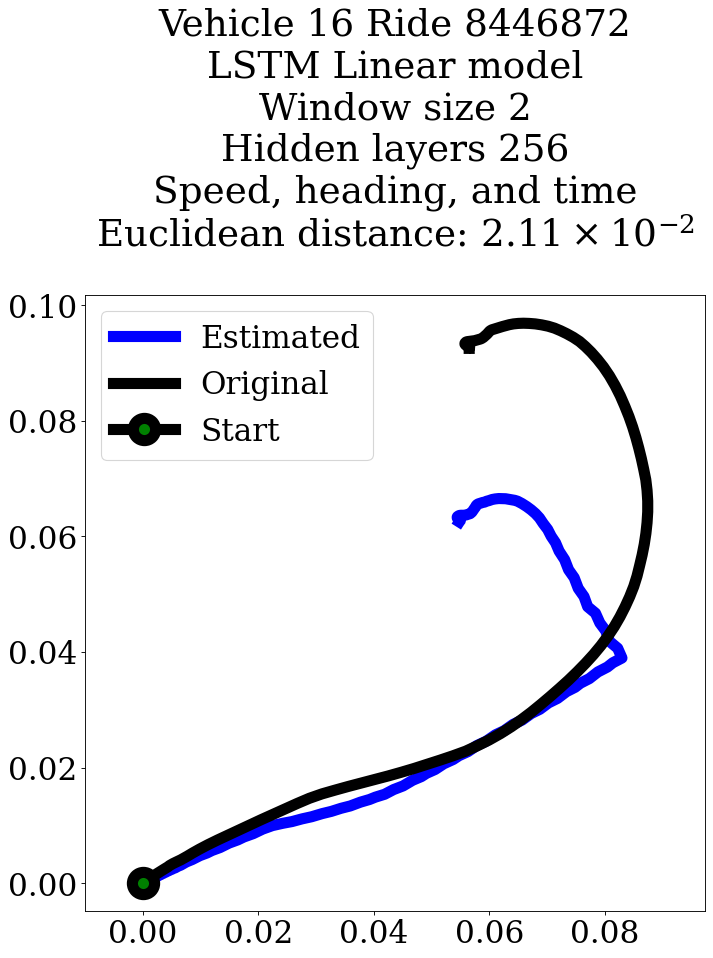 Vehicle 16 Ride 8446872
LSTM Linear model
Window size 2
Hidden layers 256
Speed, heading, and time
Euclidean distance: 2.11 × 10⁻²
0.10
0.08
0.06
0.04
0.02
0.00
Estimated
Original
Start
0.00 0.02 0.04 0.06 0.08